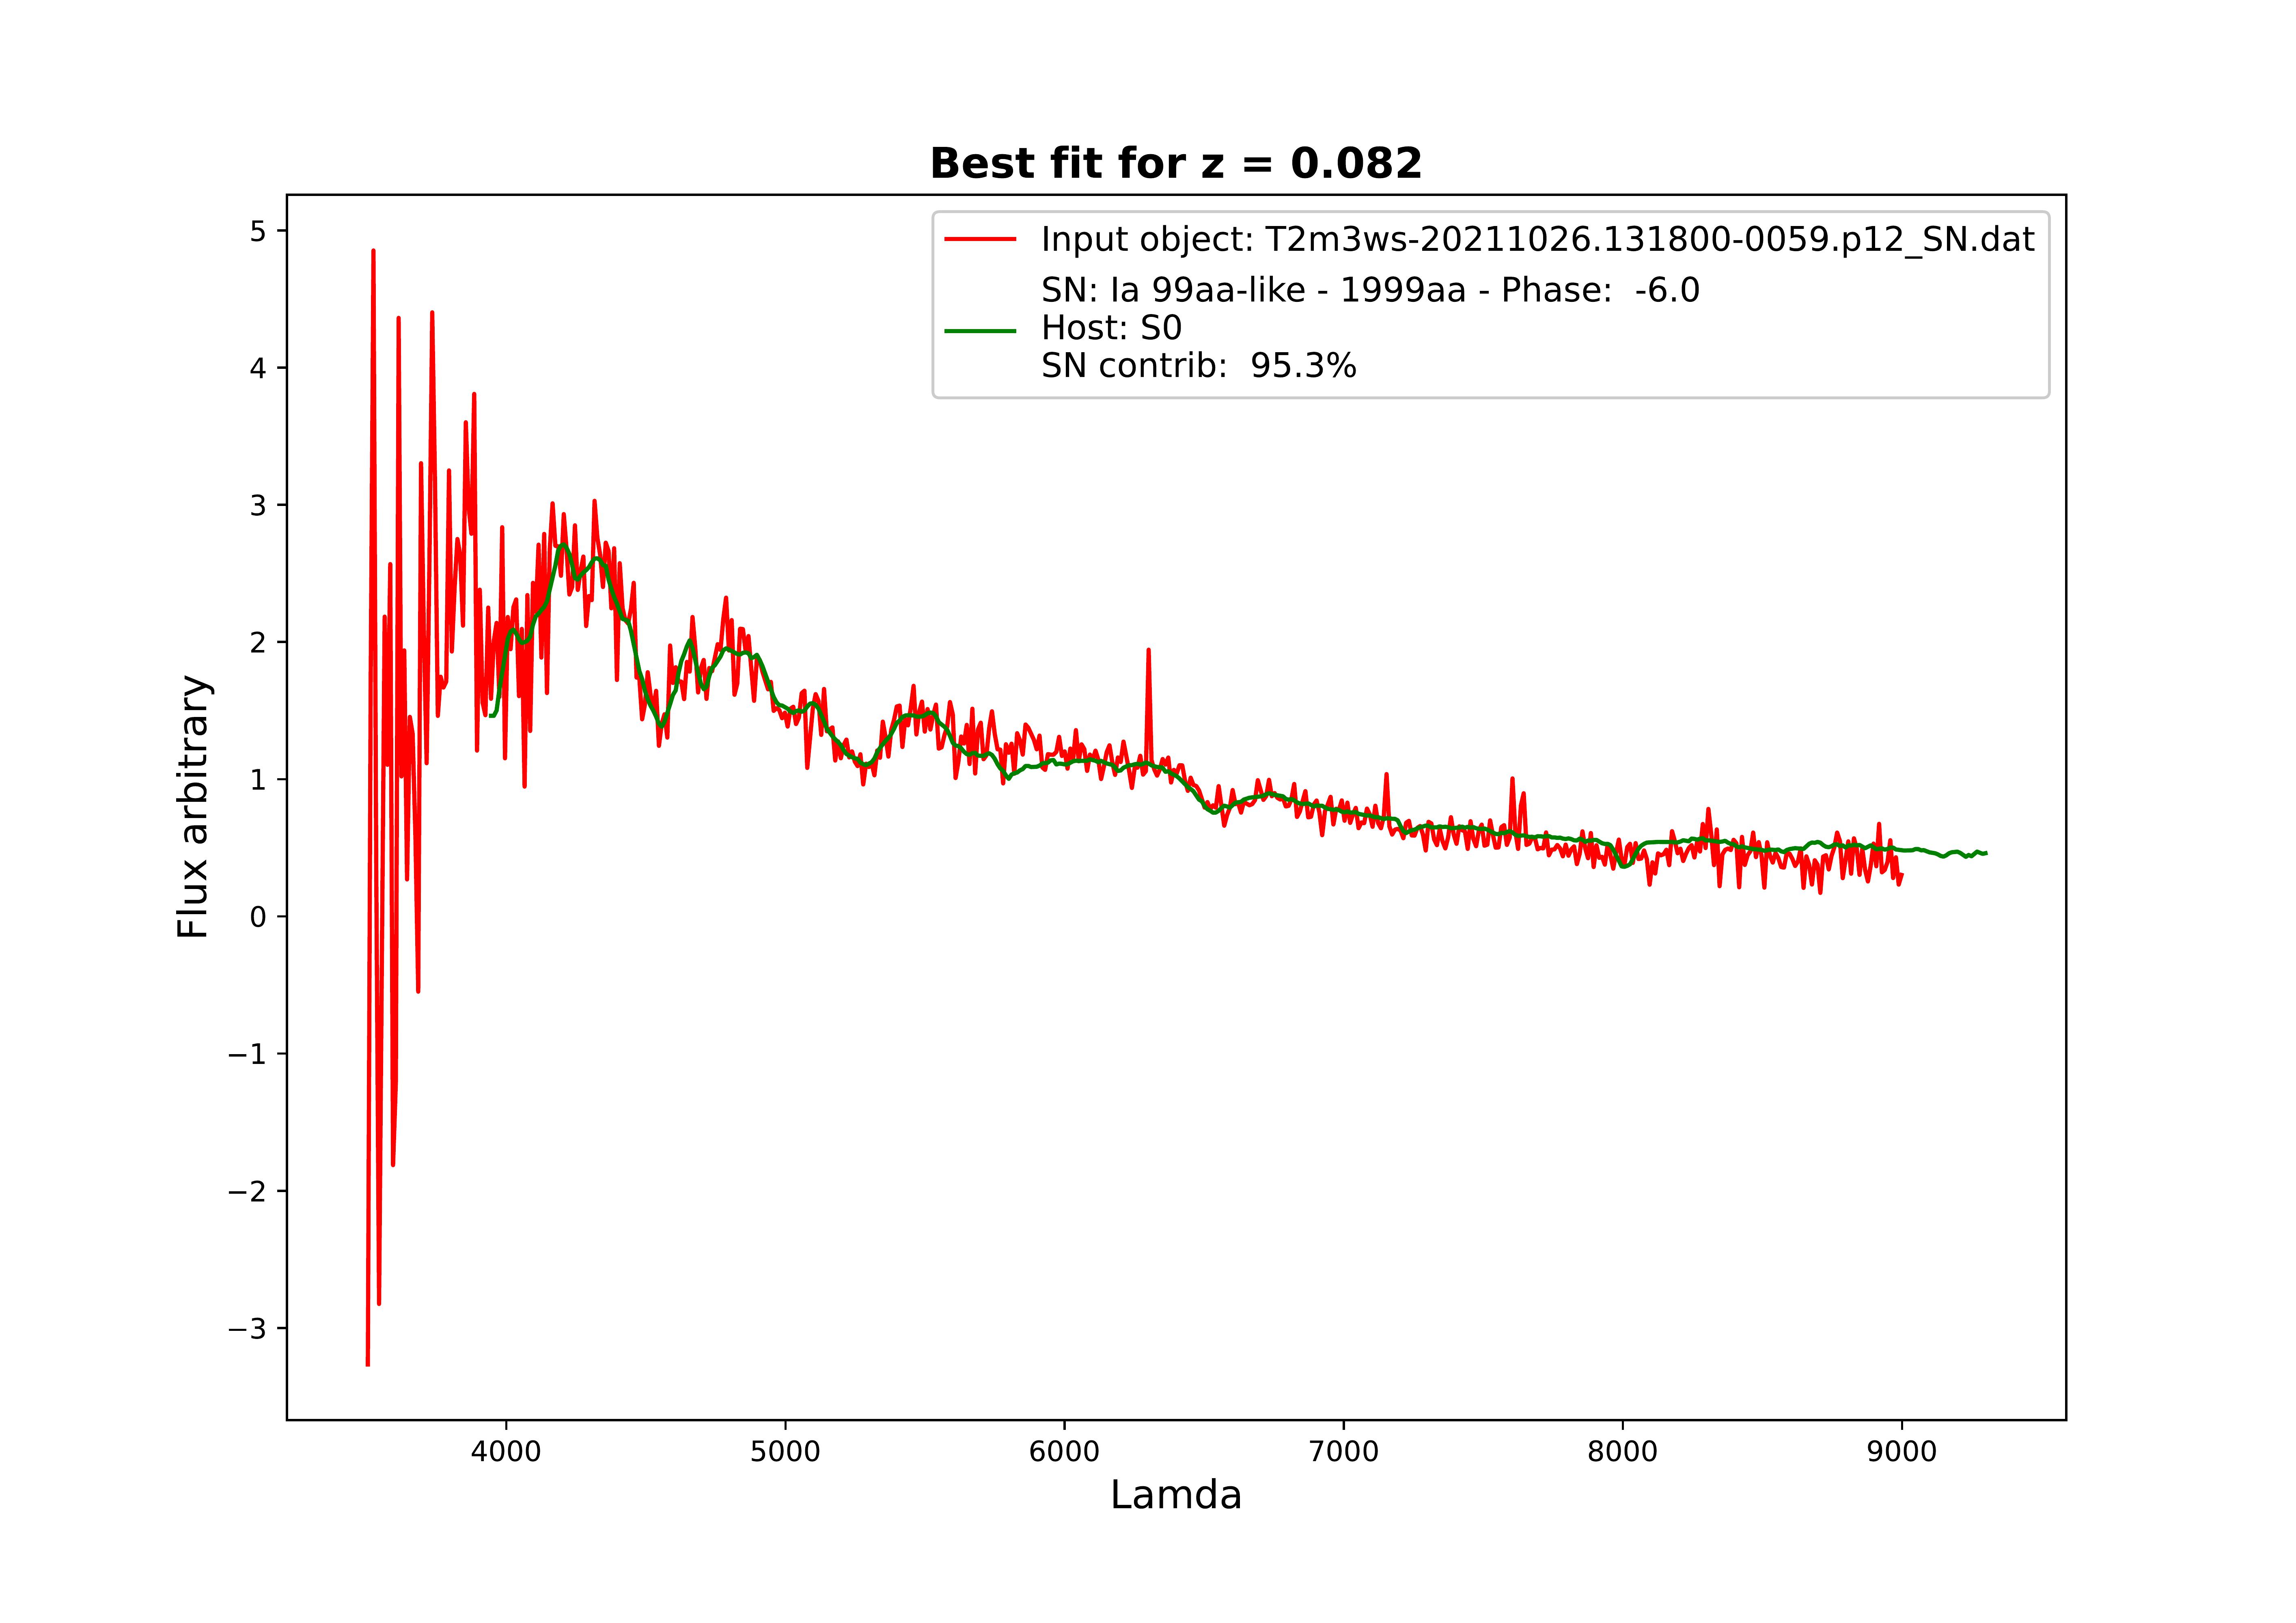 Best fit for z = 0.082
Input object: T2m3ws-20211026.131800-0059.p12_SN.dat
SN: Ia 99aa-like - 1999aa - Phase:  -6.0
Host: S0
SN contrib:  95.3%
5
4
3
2
1
0
−1
−2
−3
Flux arbitrary
4000
5000
6000
7000
8000
9000
Lamda